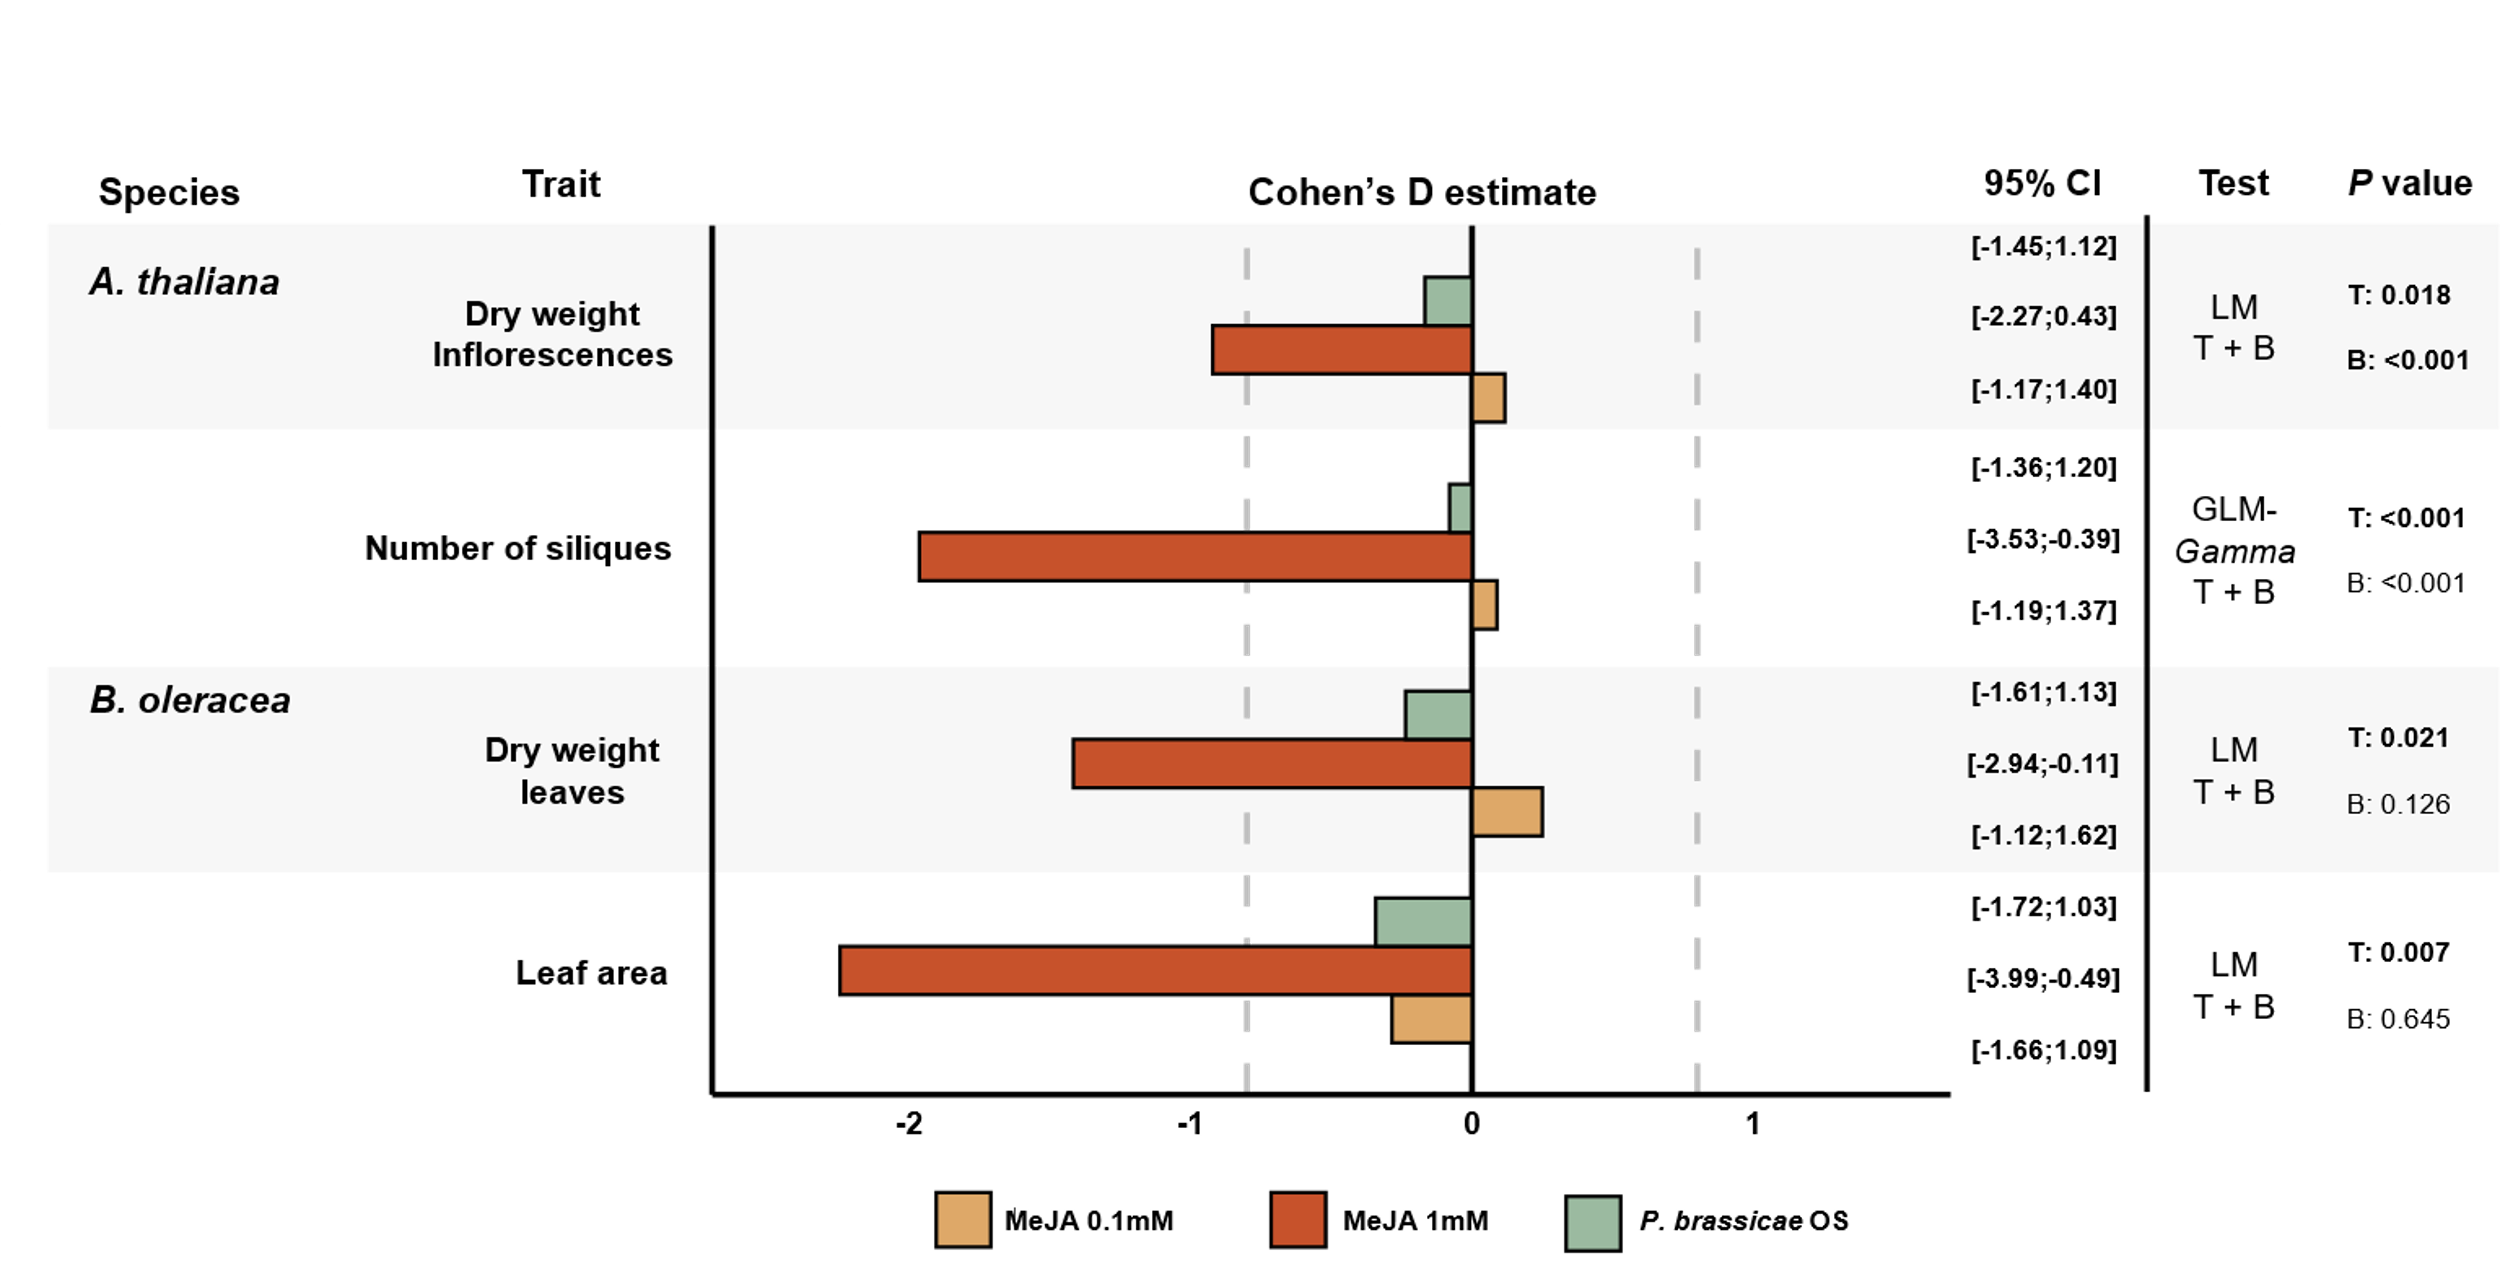 Species Trait Cohen’s D estimate 95% CI Test P value
A. thaliana
Dry weight
Inflorescences
[-1.45;1.12]
[-2.27;0.43]
[-1.17;1.40]
LM
T + B
T: 0.018
B: <0.001
Number of siliques
[-1.36;1.20]
[-3.53;-0.39]
[-1.19;1.37]
GLM-
Gamma
T + B
T: <0.001
B: <0.001
B. oleracea
Dry weight
leaves
[-1.61;1.13]
[-2.94;-0.11]
[-1.12;1.62]
LM
T + B
T: 0.021
B: 0.126
Leaf area
[-1.72;1.03]
[-3.99;-0.49]
[-1.66;1.09]
LM
T + B
T: 0.007
B: 0.645
-2 -1 0 1
MeJA 0.1mM MeJA 1mM P. brassicae OS